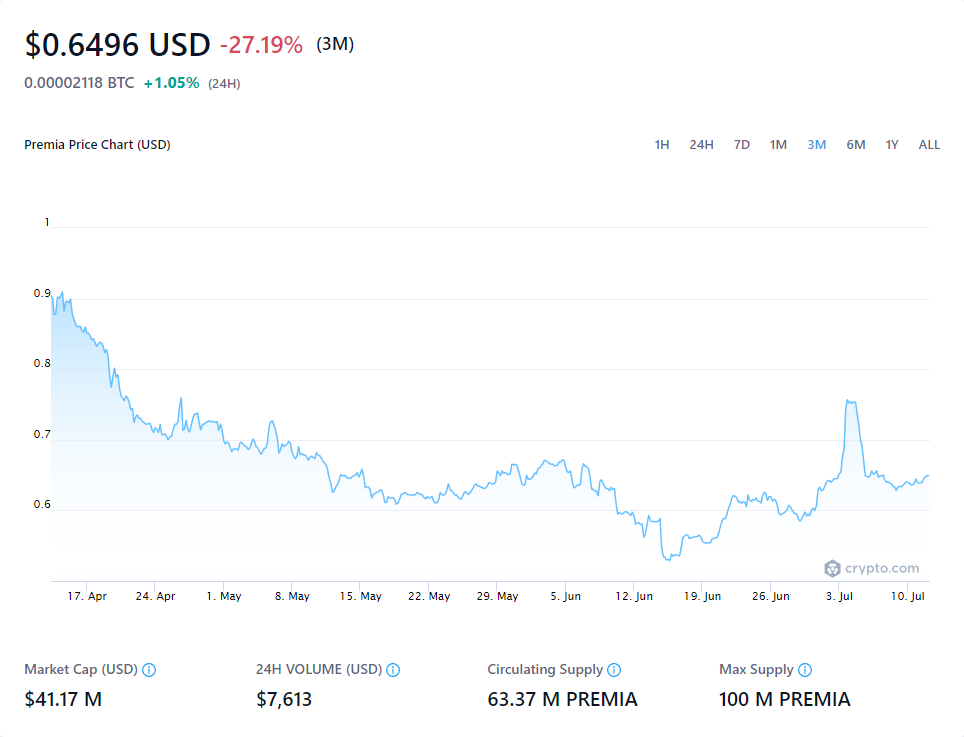 $0.6496 USD -27.19% (3M)
0.00002118 BTC +1.05% (24H)
Premia Price Chart (USD) 1H 24H 7D 1M 3M 6M 1Y ALL
1
0.9
0.8
0.7
0.6
crypto.com
17. Apr 24. Apr 1. May 8. May 15. May 22. May 29. May 5. Jun 12. Jun 19. Jun 26. Jun 3. Jul 10. Jul
Market Cap (USD) 24H VOLUME (USD) Circulating Supply Max Supply
$41.17 M $7,613 63.37 M PREMIA 100 M PREMIA